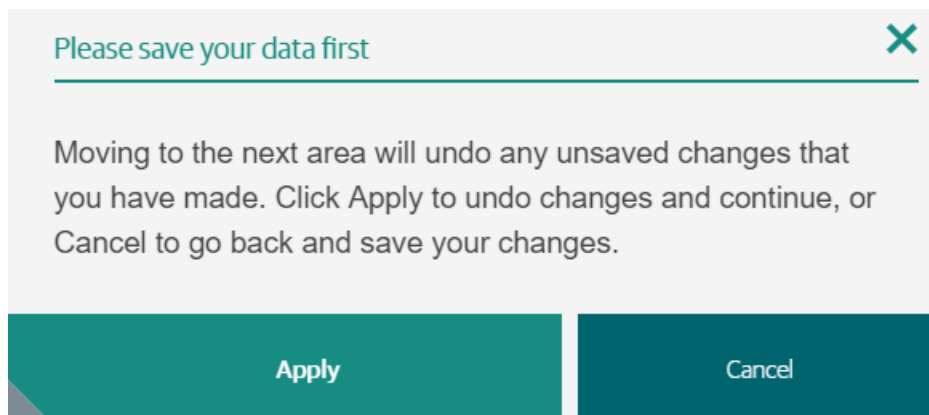 Please save your data first
Moving to the next area will undo any unsaved changes that
you have made. Click Apply to undo changes and continue, or
Cancel to go back and save your changes.
Apply
Cancel